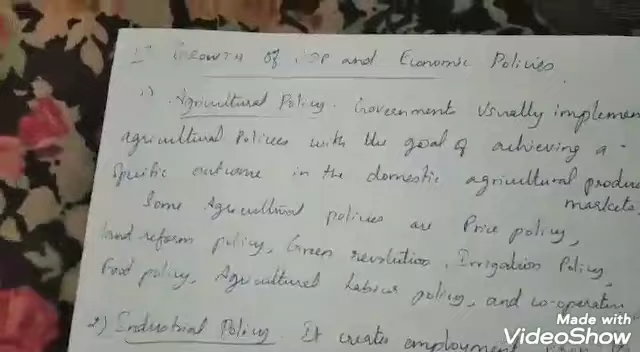 I° GROWTH OF GDP and Economic Policies.
1) Agricultural Policy. Government usually implemen
agricultural Policies with the goal of achieving a
Specific outcome in the domestic agricultural produc
markets
Some Agricultural policies are Price policy,
land reform policy, Green revolution, Irrigation Policy,
Food policy, Agricultural Labour policy, and co-operation
2) Industrial Policy. It creates employment
Made with
VideoShow